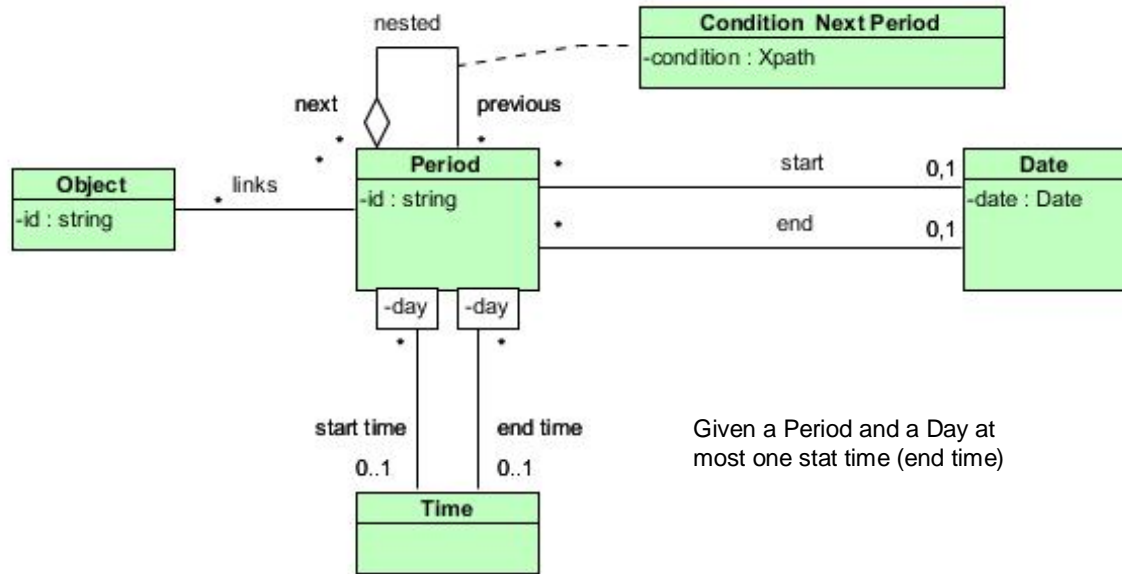 nested
Condition Next Period
-condition : Xpath
next
previous
*
*
*
Period
-id : string
*
start
0,1
Date
-date : Date
Object
-id : string
*
links
*
end
0,1
-day
-day
*
*
start time
end time
0..1
0..1
Given a Period and a Day at
most one stat time (end time)
Time